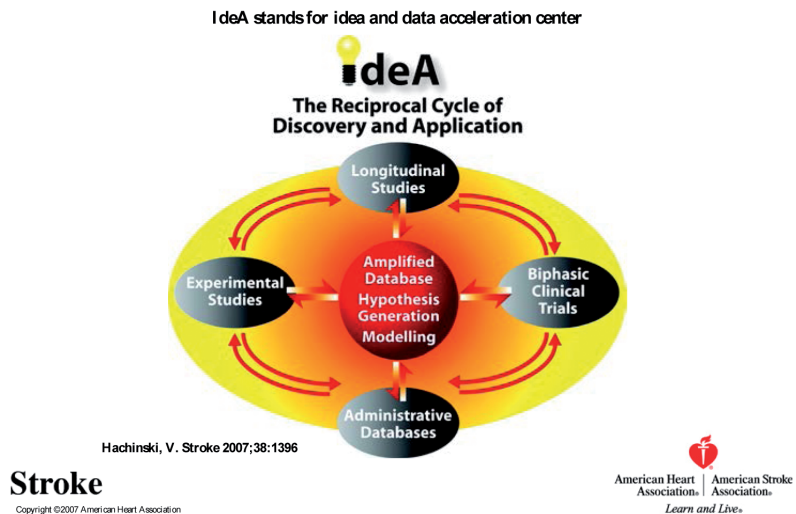 IdeA stands for idea and data acceleration center
ideA
The Reciprocal Cycle of
Discovery and Application
Longitudinal
Studies
Experimental
Studies
Amplified
Database
Hypothesis
Generation
Modelling
Biphasic
Clinical
Trials
Administrative
Databases
Hachinski, V. Stroke 2007;38:1396
Stroke
Copyright ©2007 American Heart Association
American Heart
Association®
American Stroke
Association®
Learn and Live®